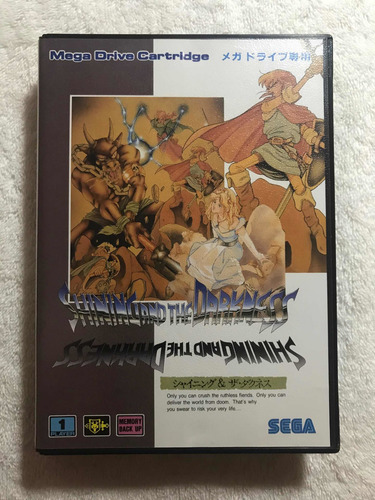 Mega Drive Cartridge メガドライブ専用
SHINING AND THE DARKNESS
SHINING AND THE DARKNESS
シャイニング&ザ・ダクネス
Only you can crush the ruthless fiends. Only you can
deliver the world from doom. That's why
you swear to risk your very life.
1
PLAYER
MEMORY
BACK UP
SEGA